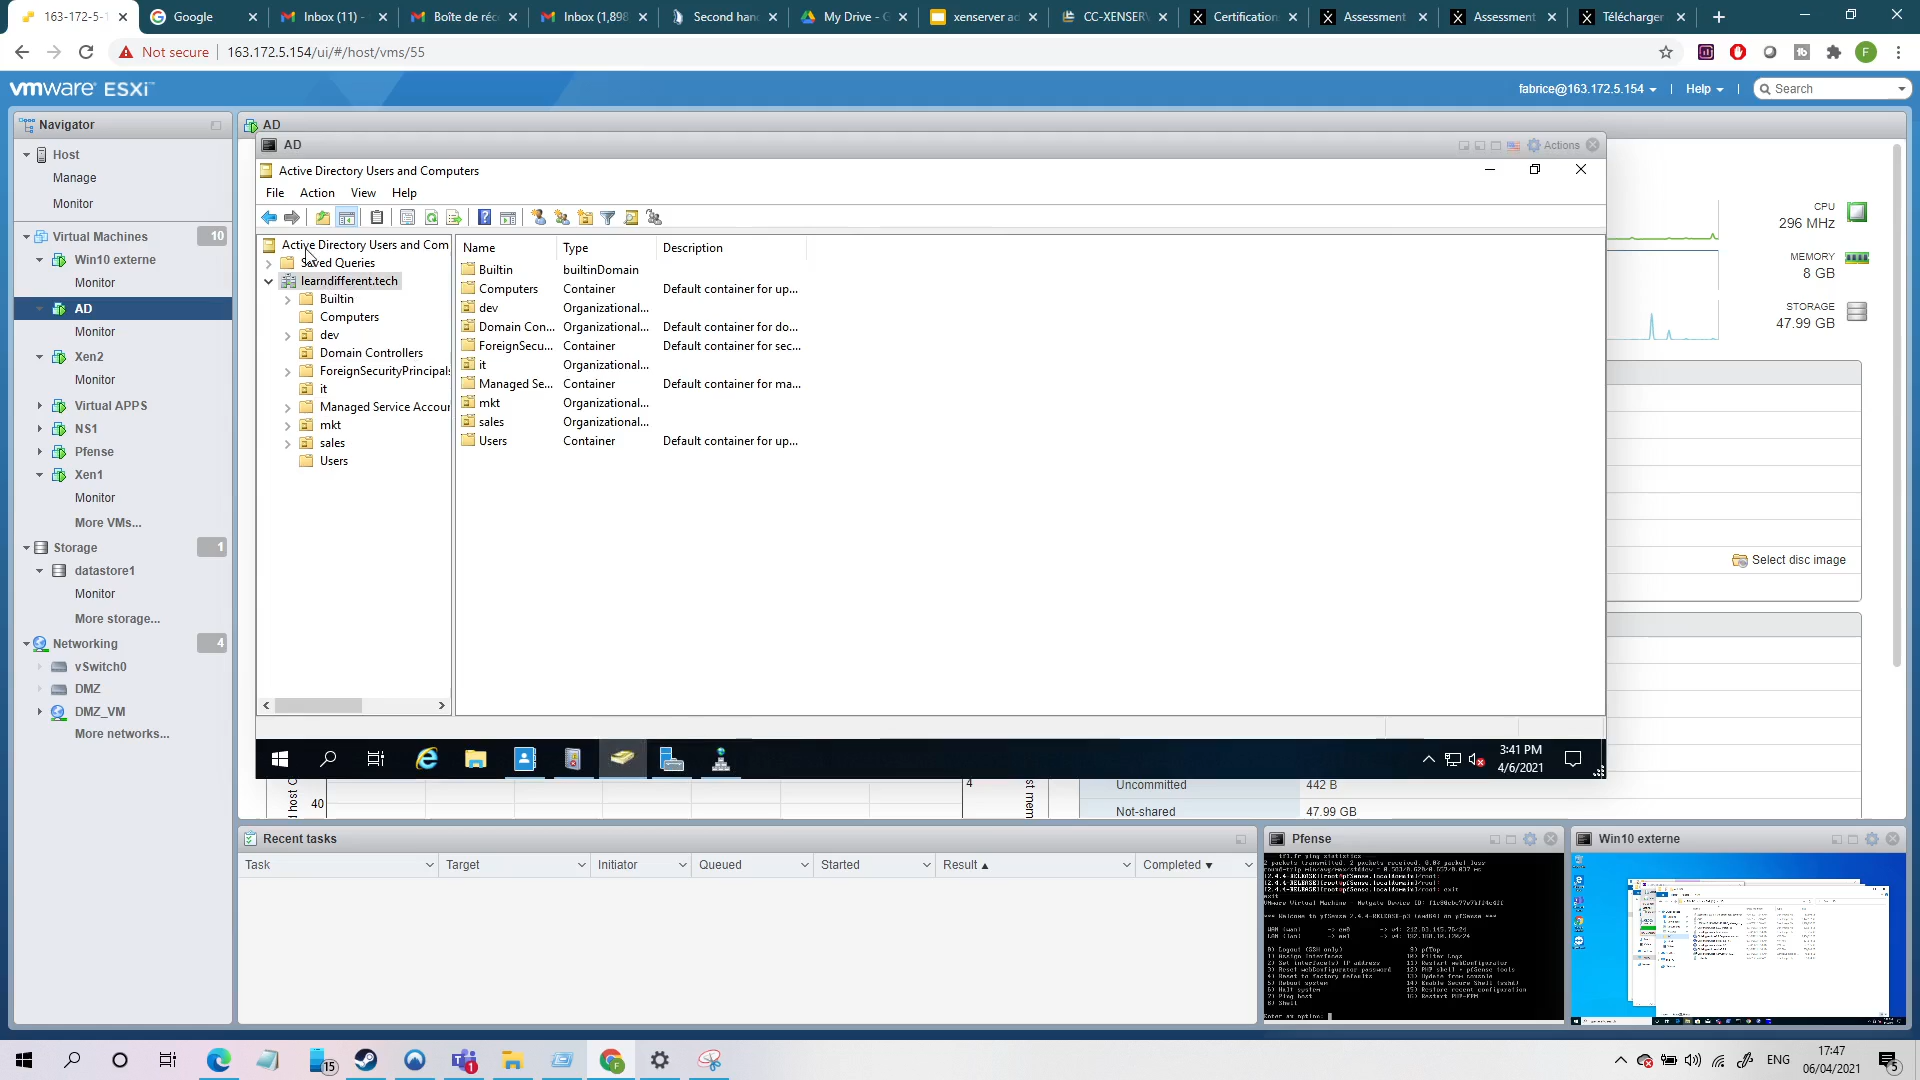 163-172-5-1
Google
Inbox (11) -
Boîte de réc
Inbox (1,898
Second han
My Drive - G
xenserver ad
CC-XENSERV
Certification
Assessment
Assessment
Télécharger
Not secure
163.172.5.154/ui/#/host/vms/55
F
vmware ESXi
fabrice@163.172.5.154
Help
Search
Navigator
Host
Manage
Monitor
Virtual Machines
10
Win10 externe
Monitor
AD
Monitor
Xen2
Monitor
Virtual APPS
NS1
Pfense
Xen1
Monitor
More VMs...
Storage
1
datastore1
Monitor
More storage...
Networking
4
vSwitch0
DMZ
DMZ_VM
More networks...
AD
AD
Actions
Active Directory Users and Computers
File Action View Help
Active Directory Users and Com
Saved Queries
learndifferent.tech
Builtin
Computers
dev
Domain Controllers
ForeignSecurityPrincipals
it
Managed Service Accour
mkt
sales
Users
Name Type Description
Builtin builtinDomain
Computers Container Default container for up...
dev Organizational...
Domain Con... Organizational... Default container for do...
ForeignSecu... Container Default container for sec...
it Organizational...
Managed Se... Container Default container for ma...
mkt Organizational...
sales Organizational...
Users Container Default container for up...
3:41 PM
4/6/2021
CPU
296 MHz
MEMORY
8 GB
STORAGE
47.99 GB
Select disc image
40
4
Uncommitted 442 B
Not-shared 47.99 GB
Recent tasks
Task Target Initiator Queued Started Result Completed
Pfense
Win10 externe
15
1
ENG
17:47
06/04/2021
5